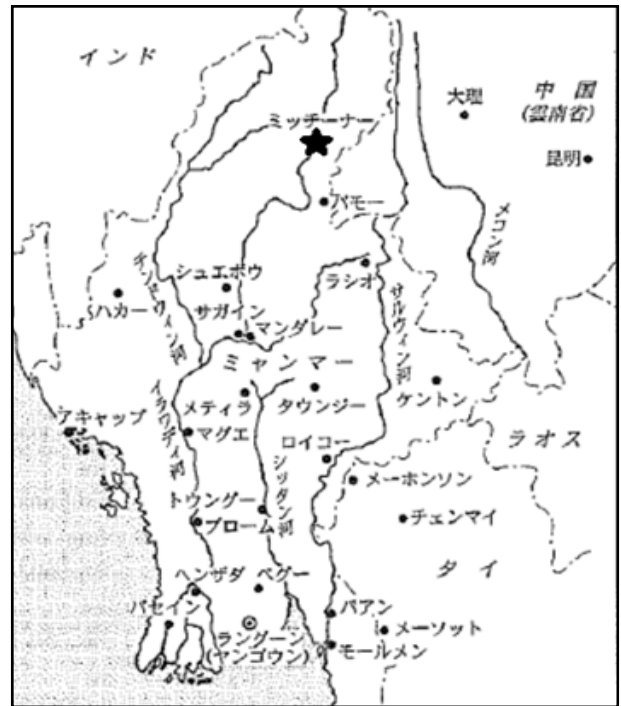 インド
中国
(雲南省)
大理
昆明
ミッチーナー
バモー
メコン河
チンドウィン河
シュエボウ
ラシオ
サルウィン河
ハカー
サガイン
マンダレー
ミャンマー
メティラ
タウンジー
ケントン
イラワディ河
アキャップ
マグエ
ロイコー
ラオス
シッタン河
メーホンソン
トウングー
プローム
チェンマイ
タイ
ヘンザダ
ペグー
バセイン
パアン
ラングーン
(ヤンゴウン)
メーソット
モールメン